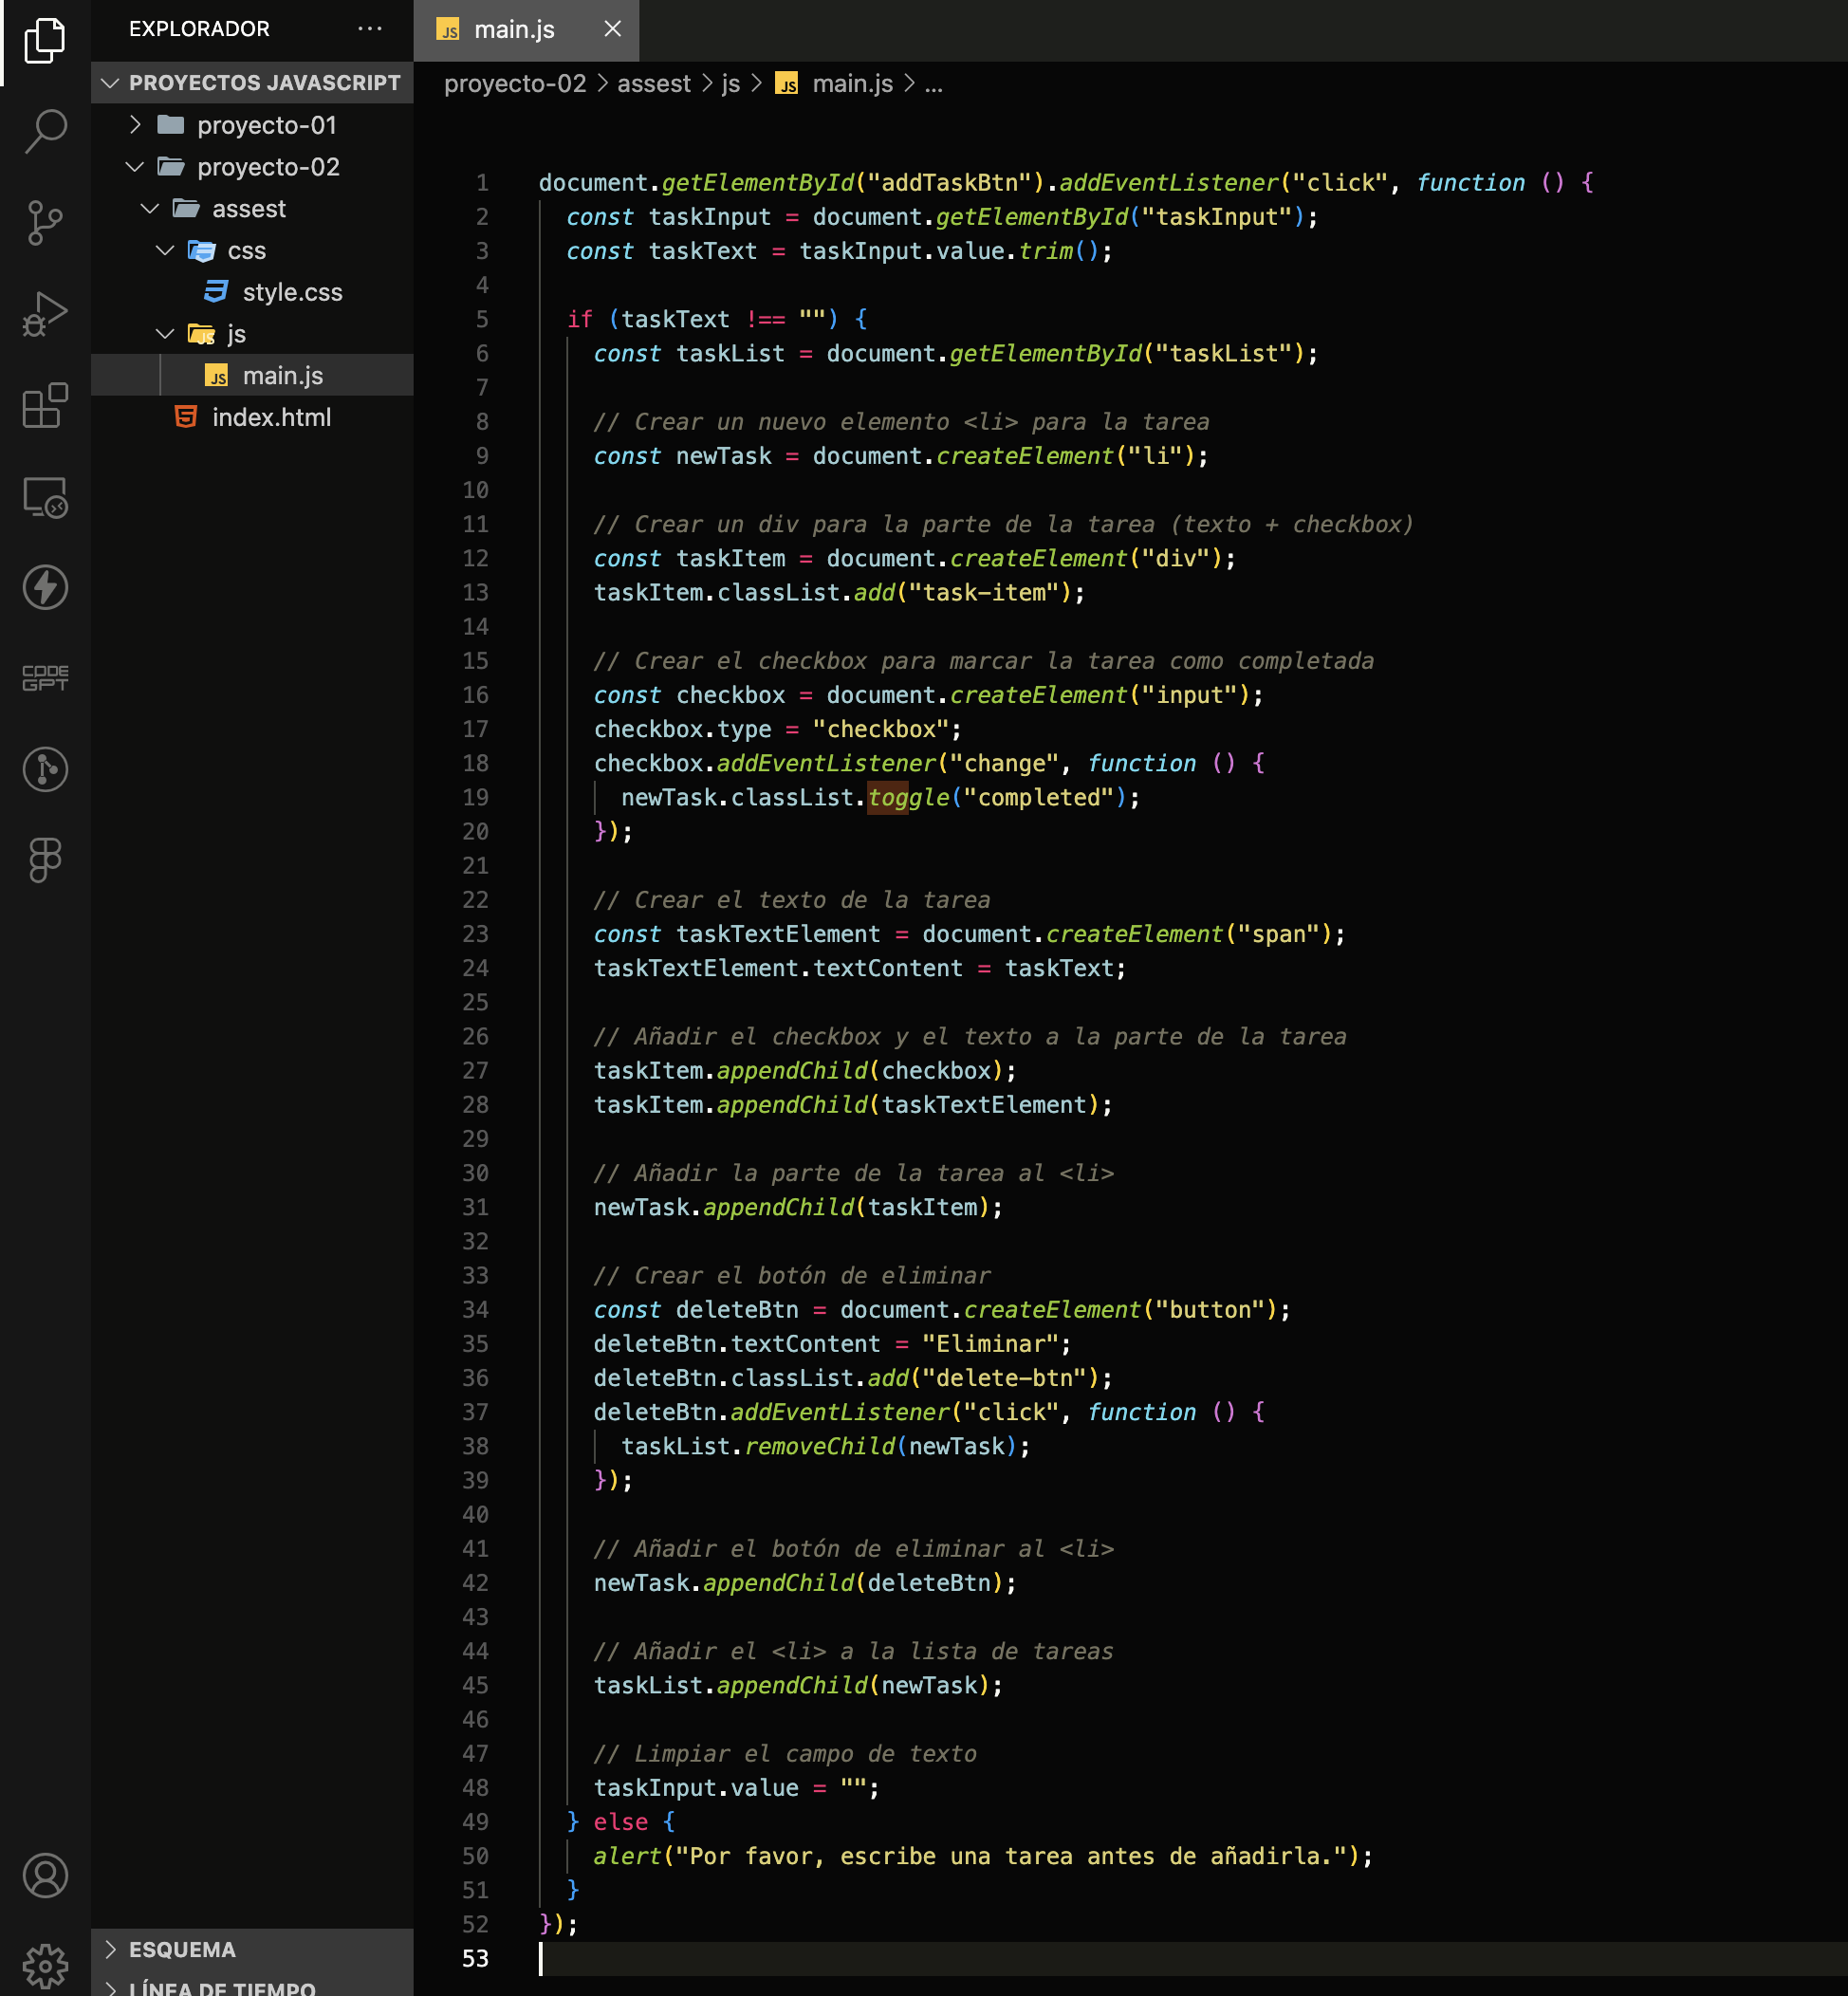 EXPLORADOR
PROYECTOS JAVASCRIPT
proyecto-01
proyecto-02
assest
css
style.css
js
main.js
index.html
CODE
GPT
ESQUEMA
LÍNEA DE TIEMPO
main.js
proyecto-02 > assest > js > JS main.js > ...
1 document.getElementById("addTaskBtn").addEventListener("click", function () {
2 const taskInput = document.getElementById("taskInput");
3 const taskText = taskInput.value.trim();
4
5 if (taskText !== "") {
6 const taskList = document.getElementById("taskList");
7
8 // Crear un nuevo elemento <li> para la tarea
9 const newTask = document.createElement("li");
10
11 // Crear un div para la parte de la tarea (texto + checkbox)
12 const taskItem = document.createElement("div");
13 taskItem.classList.add("task-item");
14
15 // Crear el checkbox para marcar la tarea como completada
16 const checkbox = document.createElement("input");
17 checkbox.type = "checkbox";
18 checkbox.addEventListener("change", function () {
19 newTask.classList.toggle("completed");
20 });
21
22 // Crear el texto de la tarea
23 const taskTextElement = document.createElement("span");
24 taskTextElement.textContent = taskText;
25
26 // Añadir el checkbox y el texto a la parte de la tarea
27 taskItem.appendChild(checkbox);
28 taskItem.appendChild(taskTextElement);
29
30 // Añadir la parte de la tarea al <li>
31 newTask.appendChild(taskItem);
32
33 // Crear el botón de eliminar
34 const deleteBtn = document.createElement("button");
35 deleteBtn.textContent = "Eliminar";
36 deleteBtn.classList.add("delete-btn");
37 deleteBtn.addEventListener("click", function () {
38 taskList.removeChild(newTask);
39 });
40
41 // Añadir el botón de eliminar al <li>
42 newTask.appendChild(deleteBtn);
43
44 // Añadir el <li> a la lista de tareas
45 taskList.appendChild(newTask);
46
47 // Limpiar el campo de texto
48 taskInput.value = "";
49 } else {
50 alert("Por favor, escribe una tarea antes de añadirla.");
51 }
52 });
53